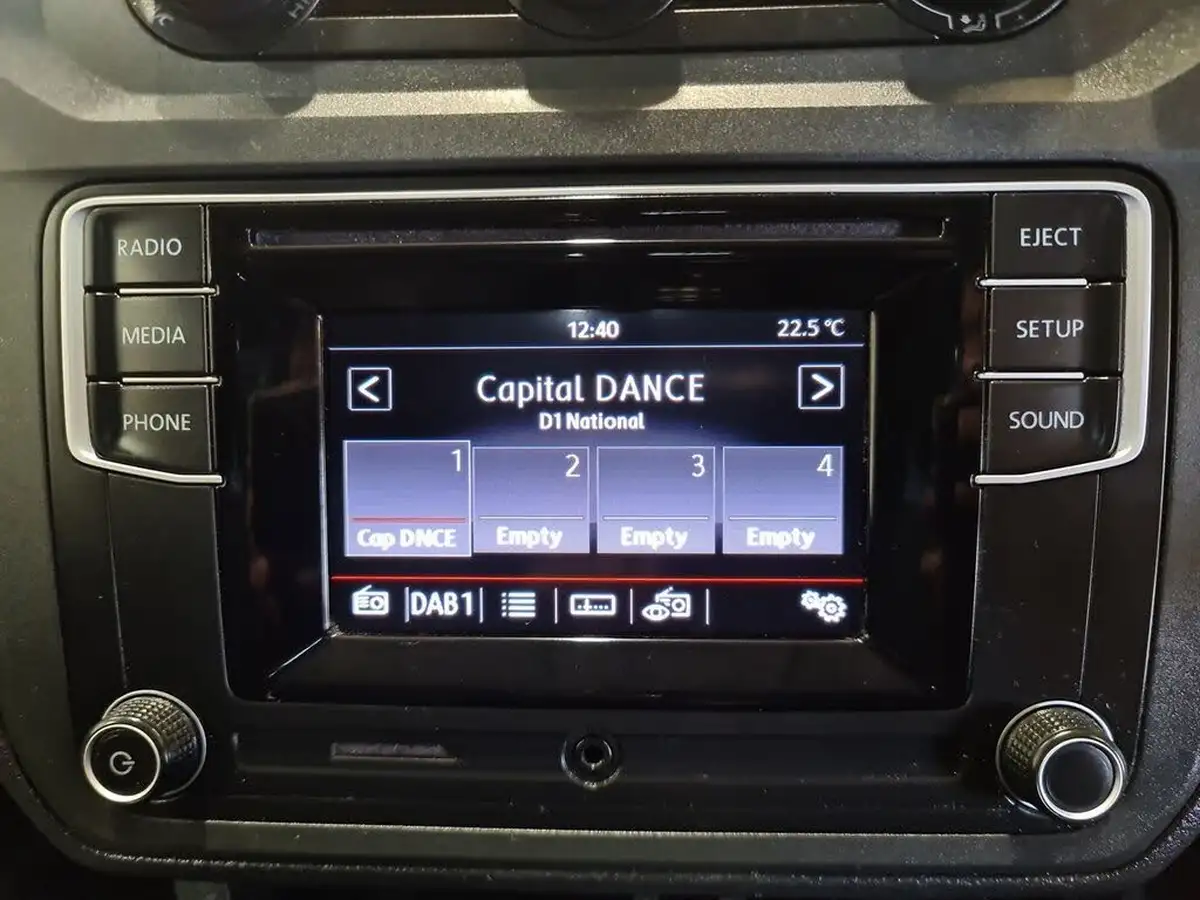 RADIO
MEDIA
PHONE
EJECT
SETUP
SOUND
12:40 22.5 °C
< Capital DANCE >
D1 National
1 2 3 4
Cap DNCE Empty Empty Empty
DAB1